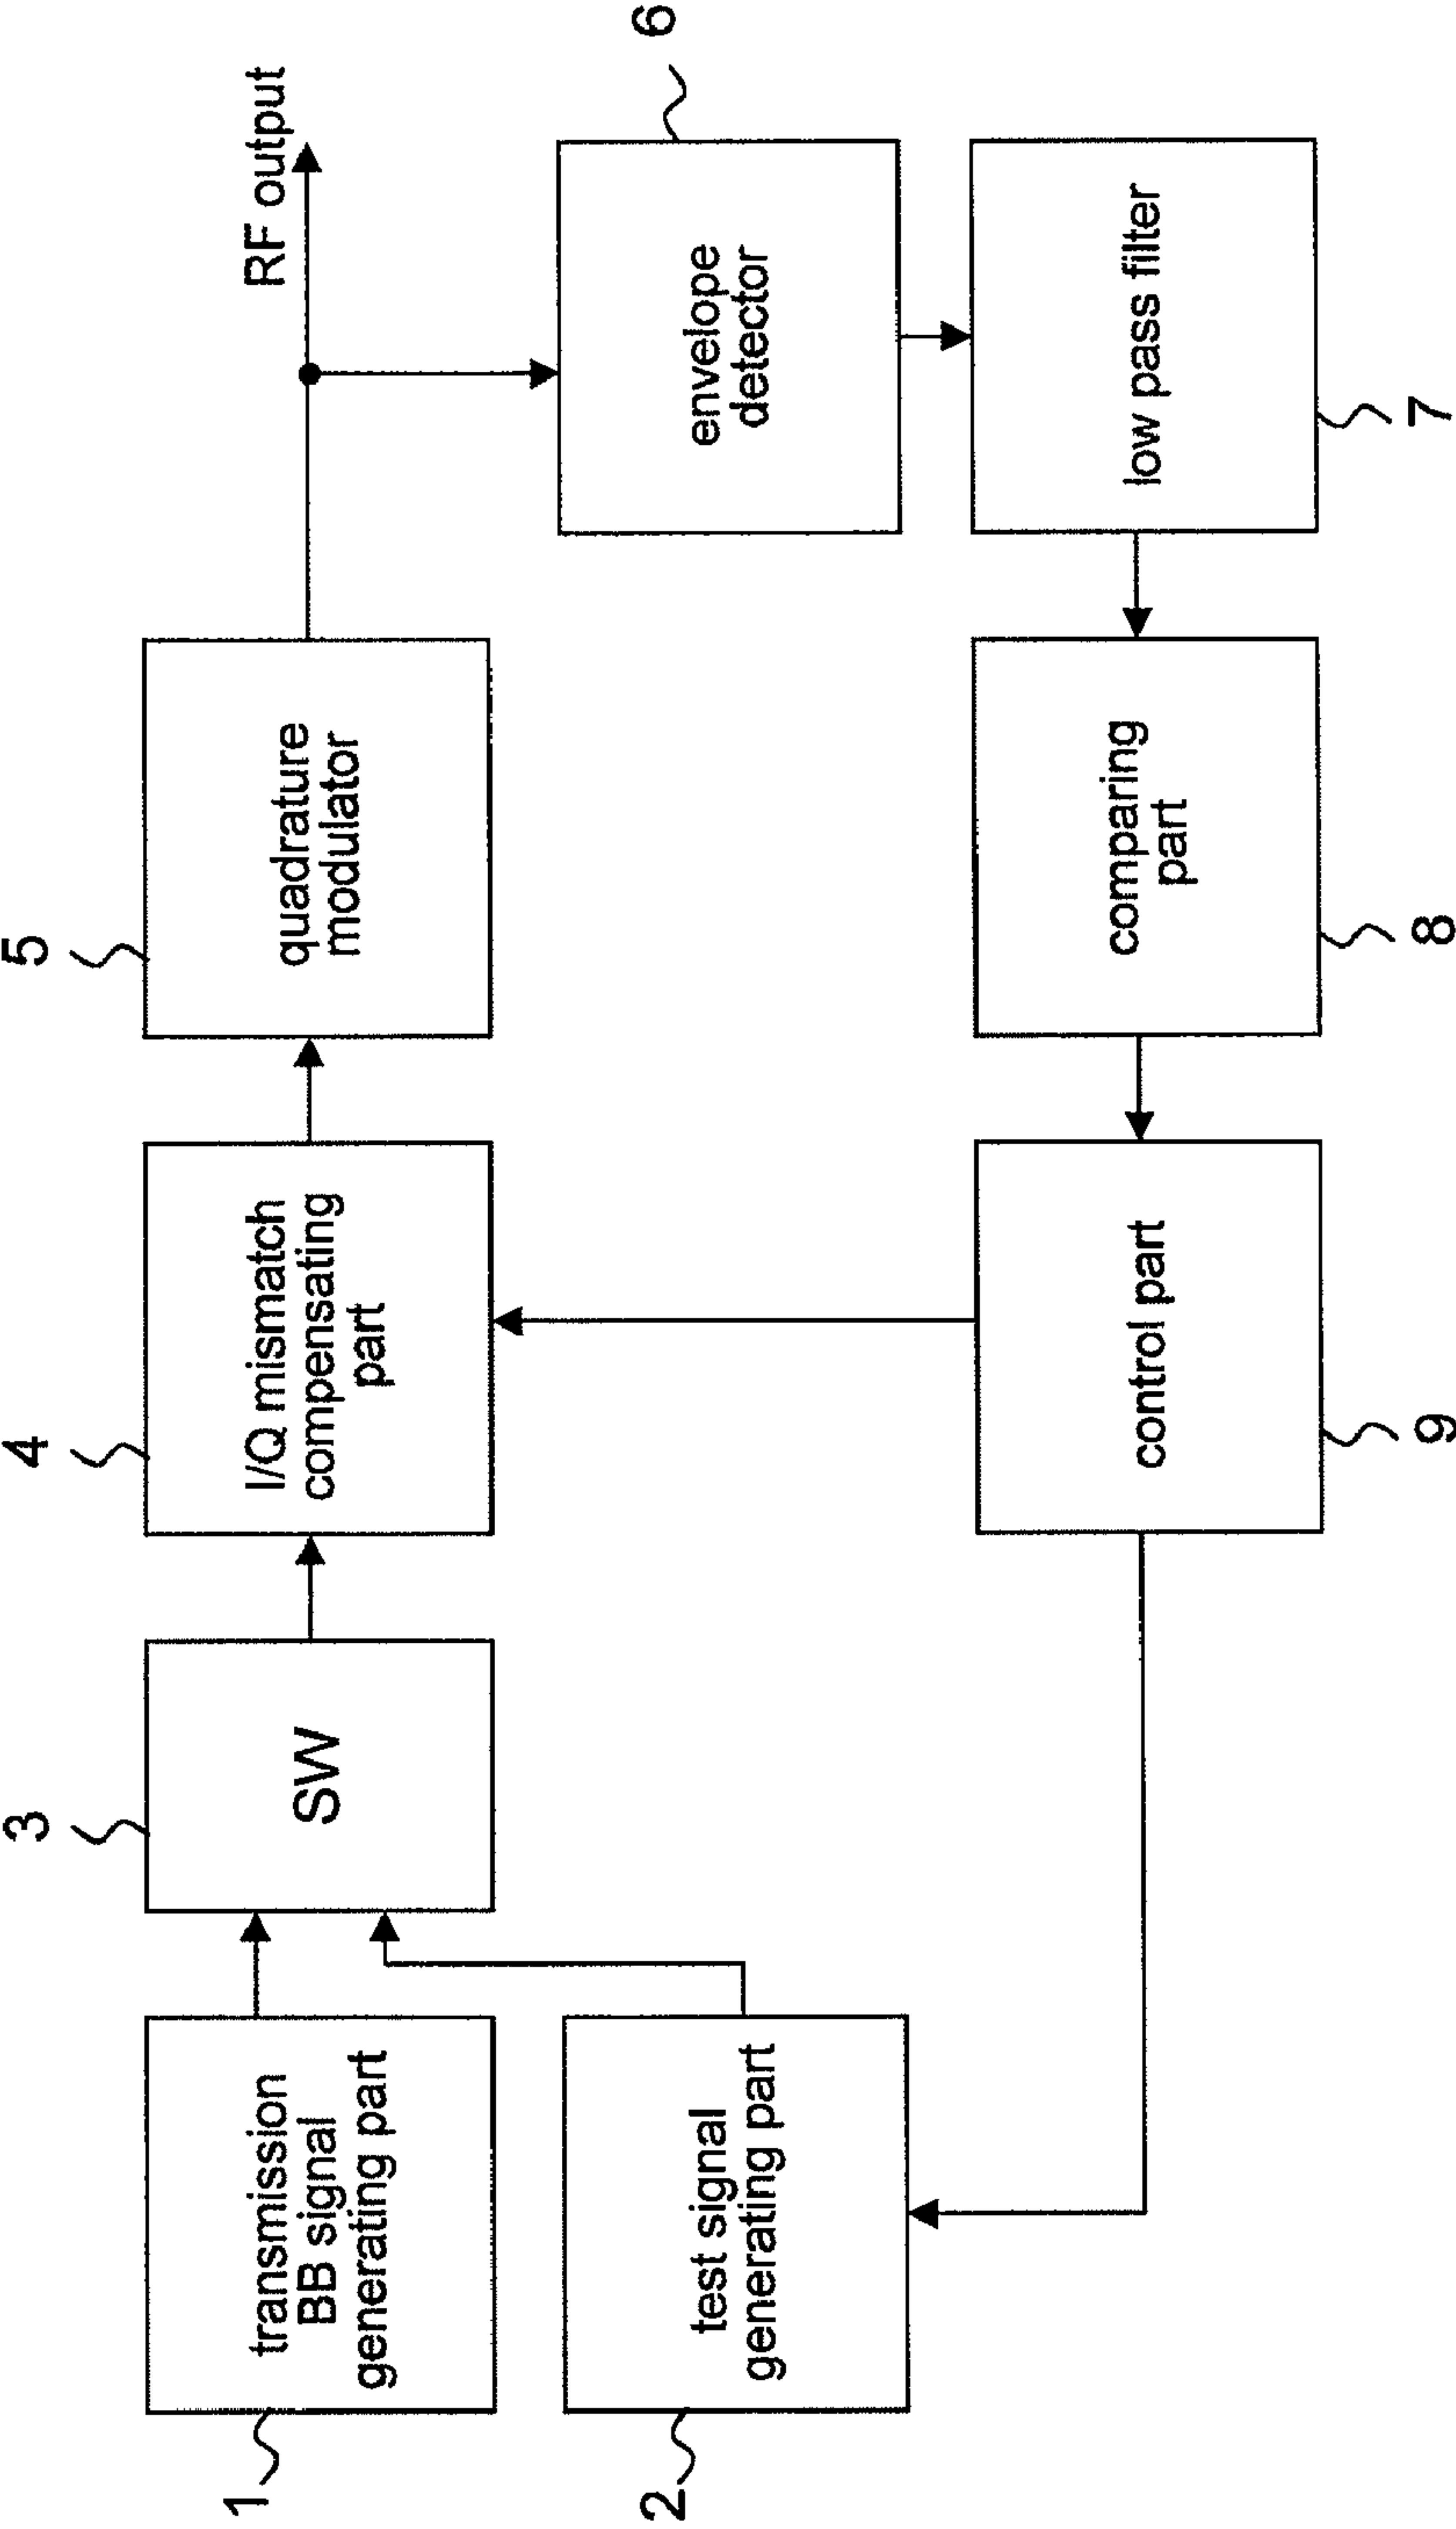 1
transmission
BB signal
generating part
2
test signal
generating part
3
SW
4
I/Q mismatch
compensating
part
5
quadrature
modulator
RF output
6
envelope
detector
low pass filter
7
comparing
part
8
control part
9